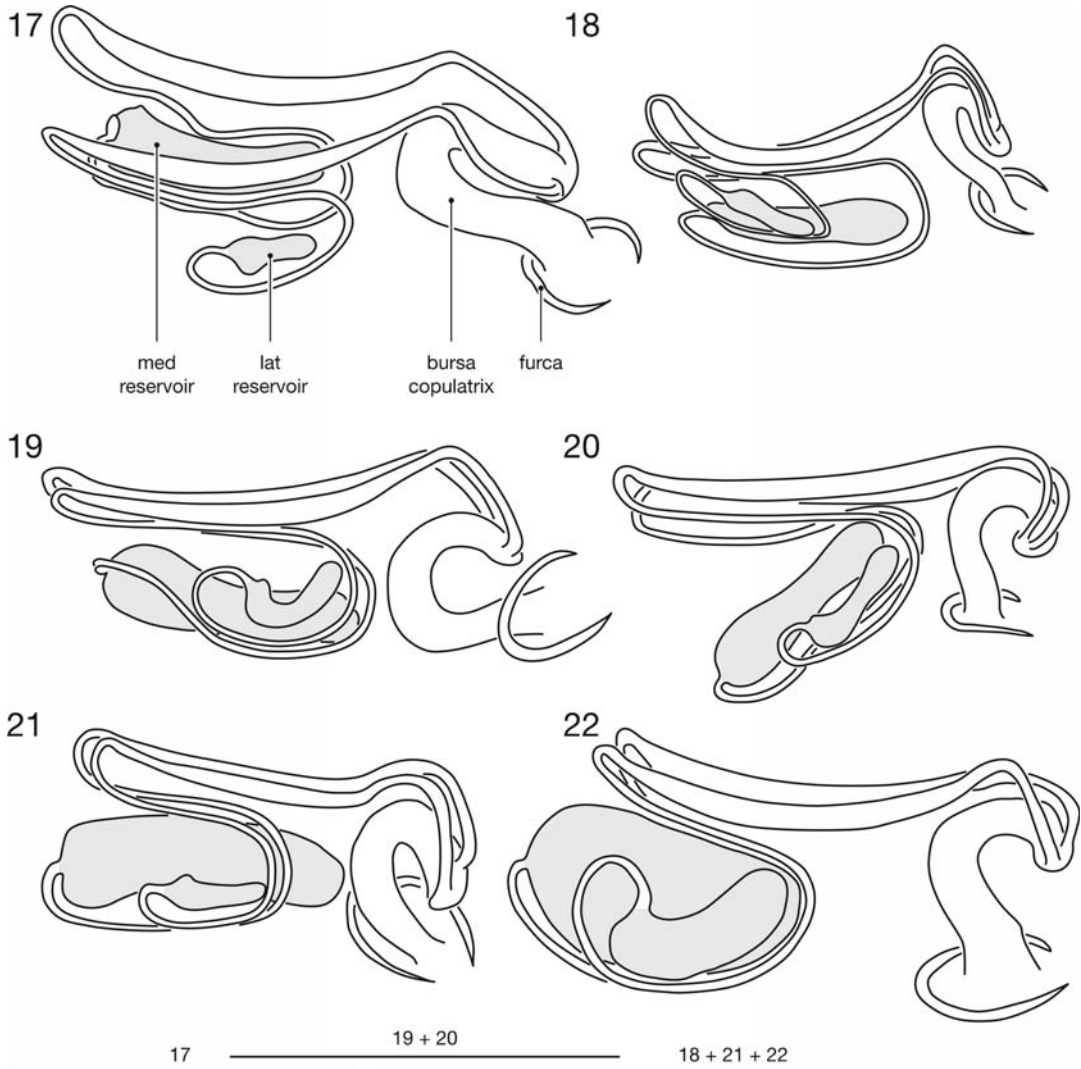 17
18
med
reservoir
lat
reservoir
bursa
copulatrix
furca
19
20
21
22
19 + 20
17
18 + 21 + 22